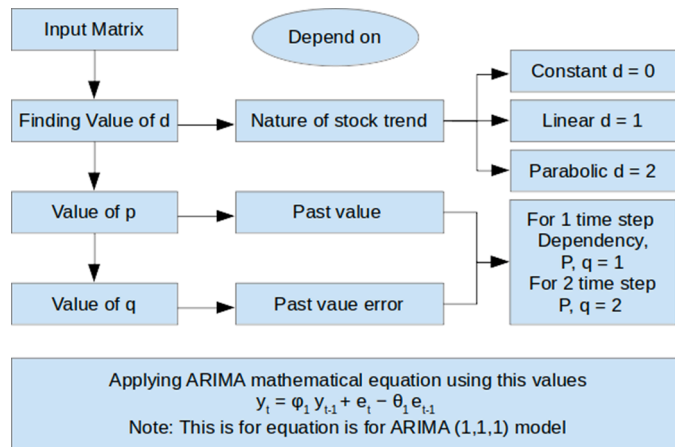 Input Matrix
Depend on
Constant d = 0
Finding Value of d
Nature of stock trend
Linear d = 1
Parabolic d = 2
Value of p
Past value
For 1 time step
Dependency,
P, q = 1
For 2 time step
P, q = 2
Value of q
Past vaue error
Applying ARIMA mathematical equation using this values
yₜ = φ₁ yₜ₋₁ + eₜ − θ₁ eₜ₋₁
Note: This is for equation is for ARIMA (1,1,1) model